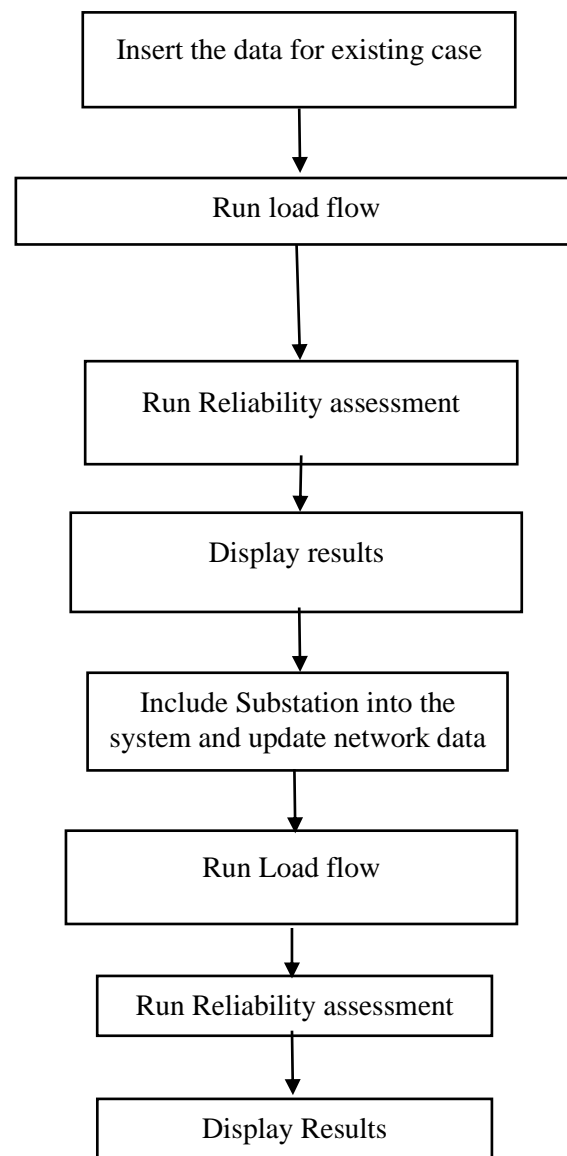 Insert the data for existing case
Run load flow
Run Reliability assessment
Display results
Include Substation into the
system and update network data
Run Load flow
Run Reliability assessment
Display Results